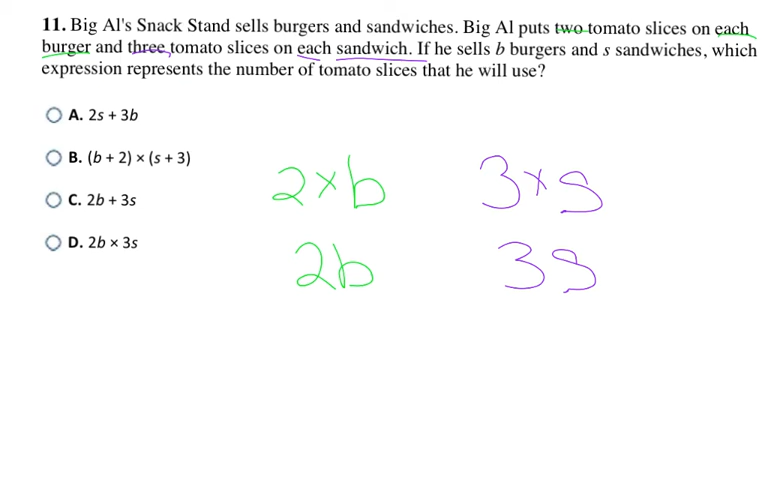 11. Big Al's Snack Stand sells burgers and sandwiches. Big Al puts two tomato slices on each
burger and three tomato slices on each sandwich. If he sells b burgers and s sandwiches, which
expression represents the number of tomato slices that he will use?
A. 2s + 3b
B. (b + 2) × (s + 3)
C. 2b + 3s
D. 2b × 3s
2 × b
3 × s
2b
3s